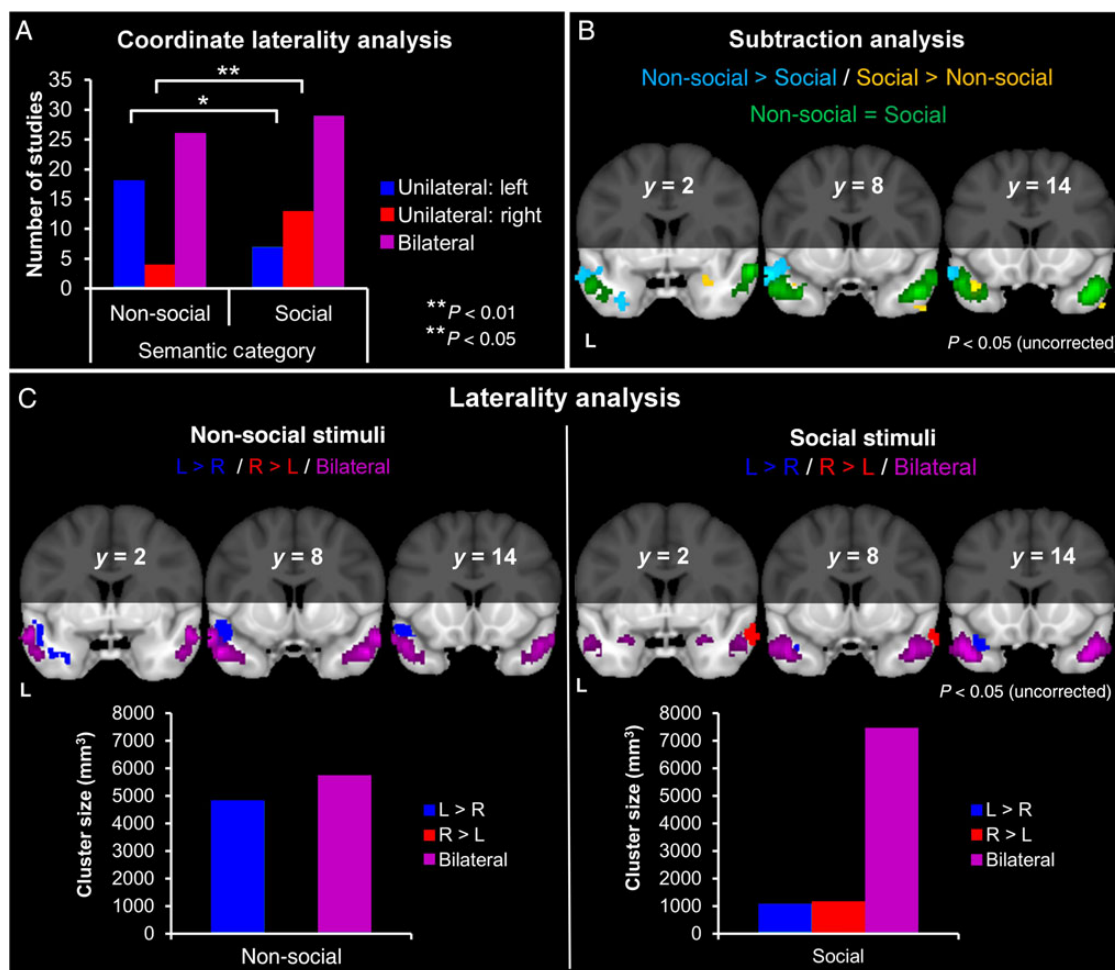 A
Coordinate laterality analysis
**
*
35
30
25
20
15
10
5
0
Number of studies
Non-social
Social
Semantic category
Unilateral: left
Unilateral: right
Bilateral
**P < 0.01
**P < 0.05
B
Subtraction analysis
Non-social > Social / Social > Non-social
Non-social = Social
y = 2
y = 8
y = 14
L
P < 0.05 (uncorrected)
C
Laterality analysis
Non-social stimuli
L > R / R > L / Bilateral
y = 2
y = 8
y = 14
L
8000
7000
6000
5000
4000
3000
2000
1000
0
Cluster size (mm³)
Non-social
L > R
R > L
Bilateral
Social stimuli
L > R / R > L / Bilateral
y = 2
y = 8
y = 14
L
P < 0.05 (uncorrected)
8000
7000
6000
5000
4000
3000
2000
1000
0
Cluster size (mm³)
Social
L > R
R > L
Bilateral